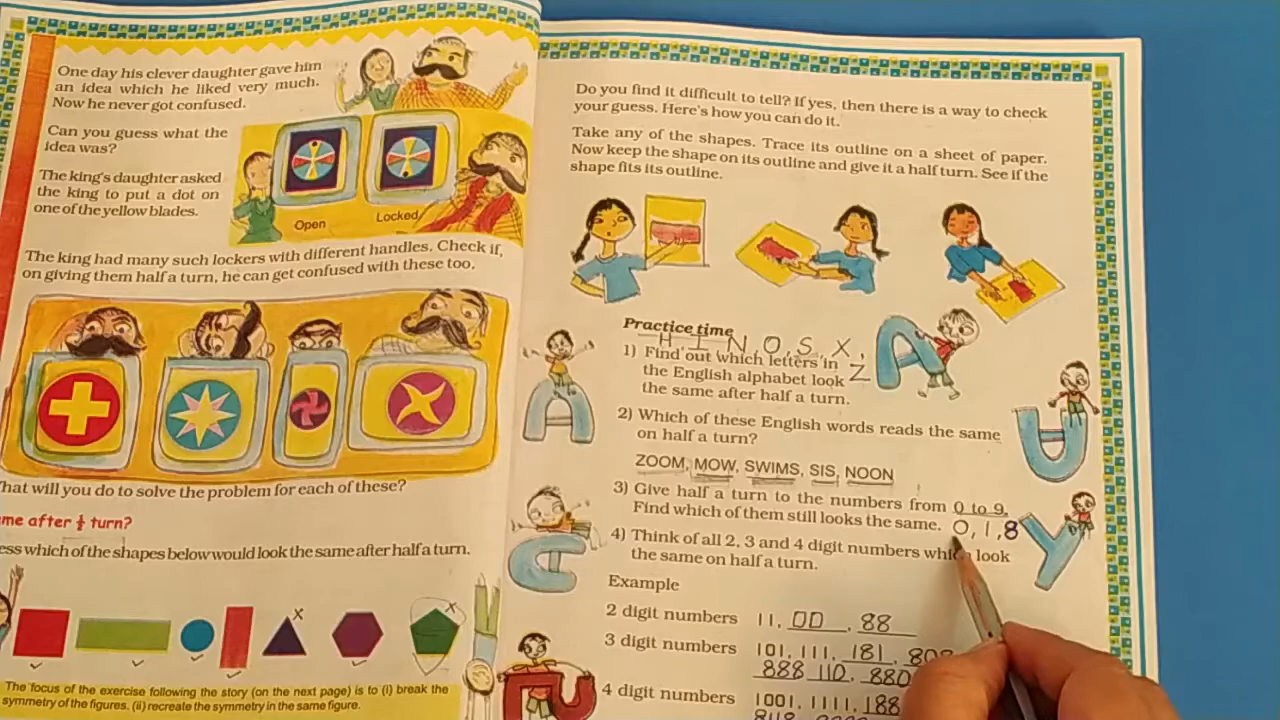 One day his clever daughter gave him
an idea which he liked very much.
Now he never got confused.
Can you guess what the
idea was?
The king's daughter asked
the king to put a dot on
one of the yellow blades.
Open
Locked
The king had many such lockers with different handles. Check if,
on giving them half a turn, he can get confused with these too.
hat will you do to solve the problem for each of these?
me after ½ turn?
ess which of the shapes below would look the same after half a turn.
X
X
The focus of the exercise following the story (on the next page) is to (i) break the
symmetry of the figures. (ii) recreate the symmetry in the same figure.
Do you find it difficult to tell? If yes, then there is a way to check
your guess. Here's how you can do it.
Take any of the shapes. Trace its outline on a sheet of paper.
Now keep the shape on its outline and give it a half turn. See if the
shape fits its outline.
Practice time
H I N O, S, X,
Z
1) Find out which letters in
the English alphabet look
the same after half a turn.
2) Which of these English words reads the same
on half a turn?
ZOOM, MOW, SWIMS, SIS, NOON
3) Give half a turn to the numbers from 0 to 9.
Find which of them still looks the same. 0, 1, 8
4) Think of all 2, 3 and 4 digit numbers which look
the same on half a turn.
Example
2 digit numbers 11, 00, 88
3 digit numbers 101, 111, 181,
888 110, 880
4 digit numbers 1001, 1111,
A
A
U
C
Y